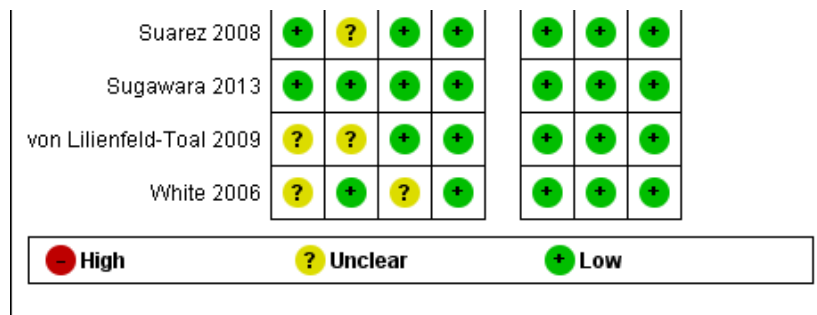 Suarez 2008 + ? + + + + +
Sugawara 2013 + + + + + + +
von Lilienfeld-Toal 2009 ? ? + + + + +
White 2006 ? + ? + + + +
- High ? Unclear + Low